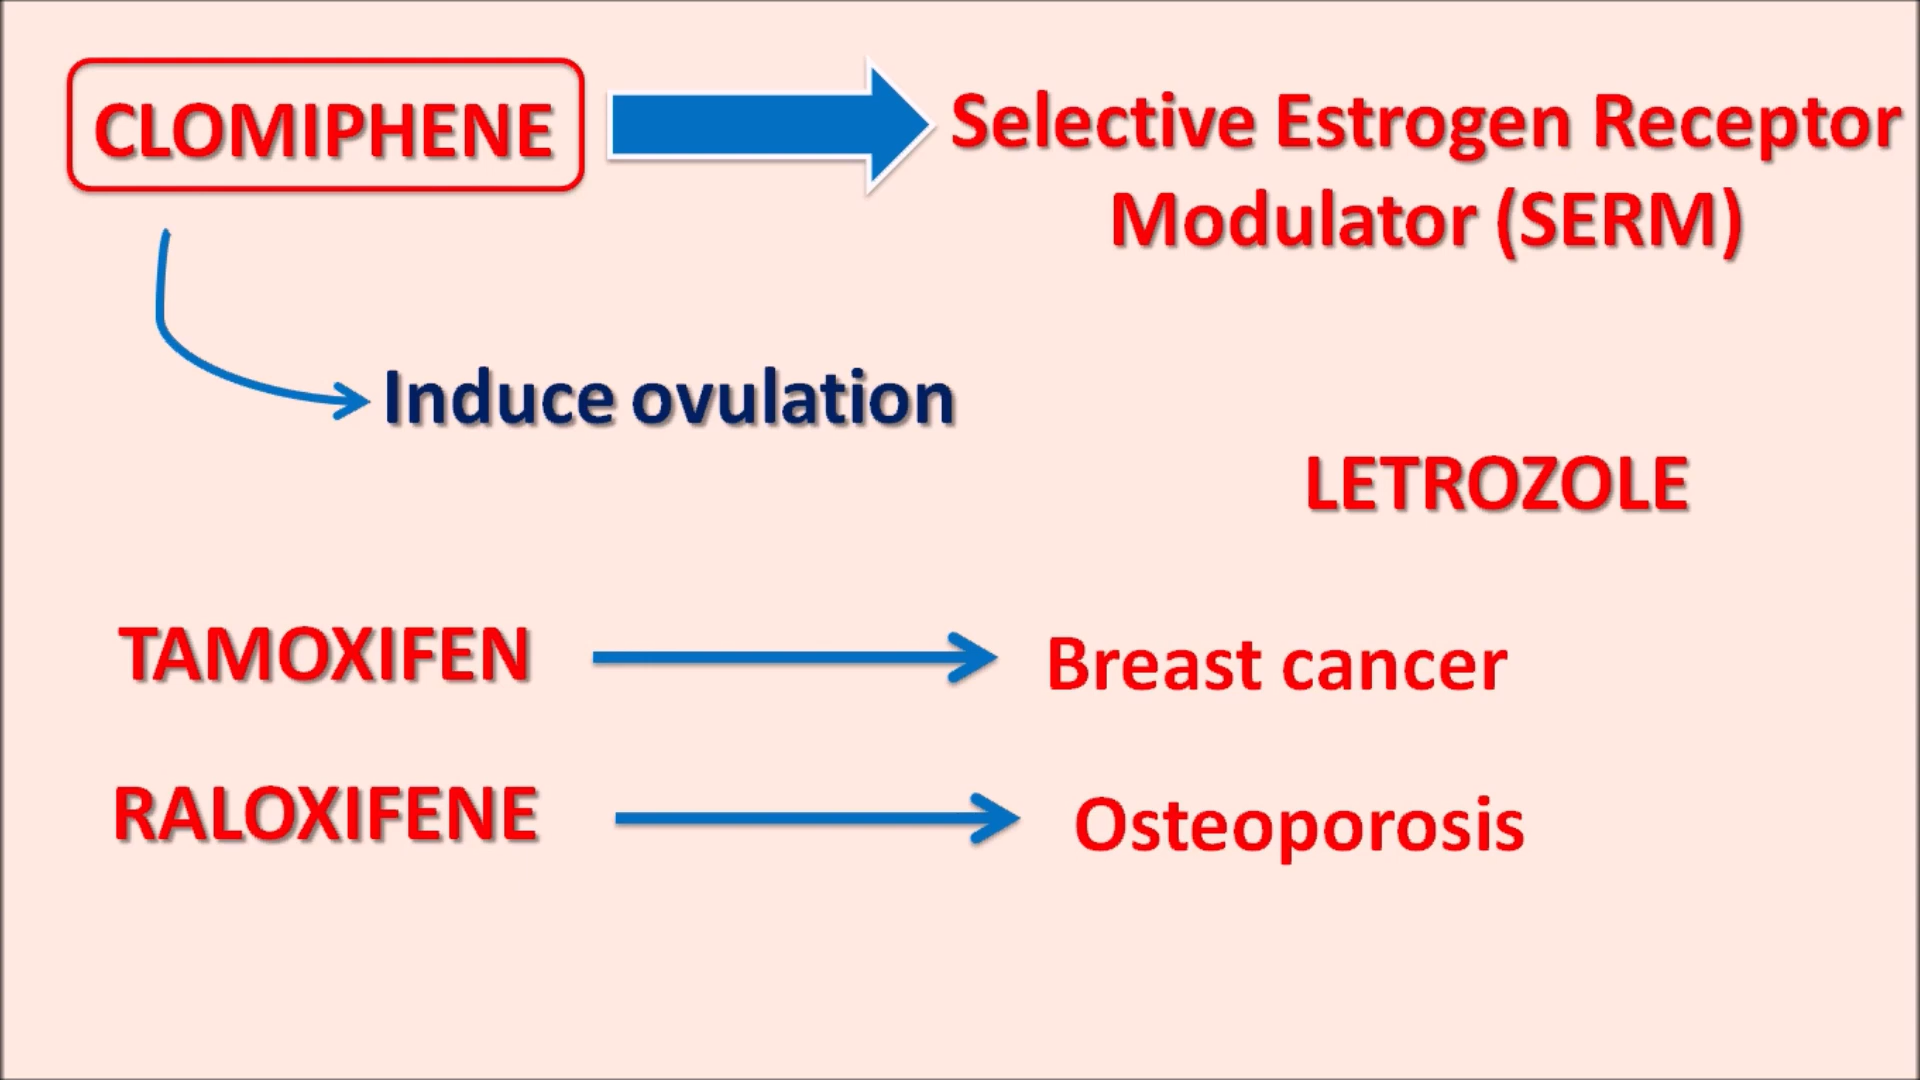 CLOMIPHENE
Selective Estrogen Receptor
Modulator (SERM)
Induce ovulation
LETROZOLE
TAMOXIFEN
Breast cancer
RALOXIFENE
Osteoporosis